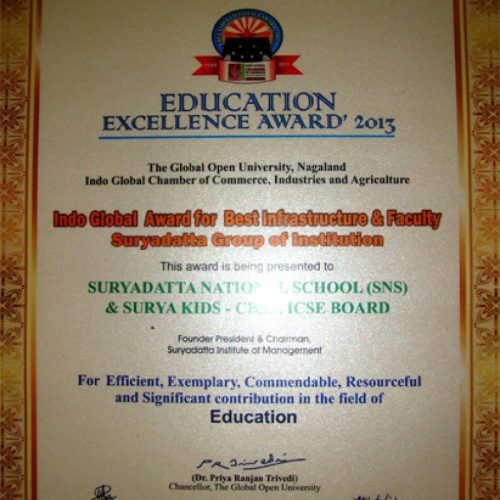 YEAR 2013
EDUCATION
EXCELLENCE AWARD' 2013
The Global Open University, Nagaland
Indo Global Chamber of Commerce, Industries and Agriculture
Indo Global Award for Best Infrastructure & Faculty
Suryadatta Group of Institution
This award is being presented to
SURYADATTA SCHOOL (SNS)
& SURYA KIDS - ICSE BOARD
Founder President & Chairman,
Suryadatta Institute of Management
For Efficient, Exemplary, Commendable, Resourceful
and Significant contribution in the field of
Education
(Dr. Priya Ranjan Trivedi)
Chancellor, The Global Open University